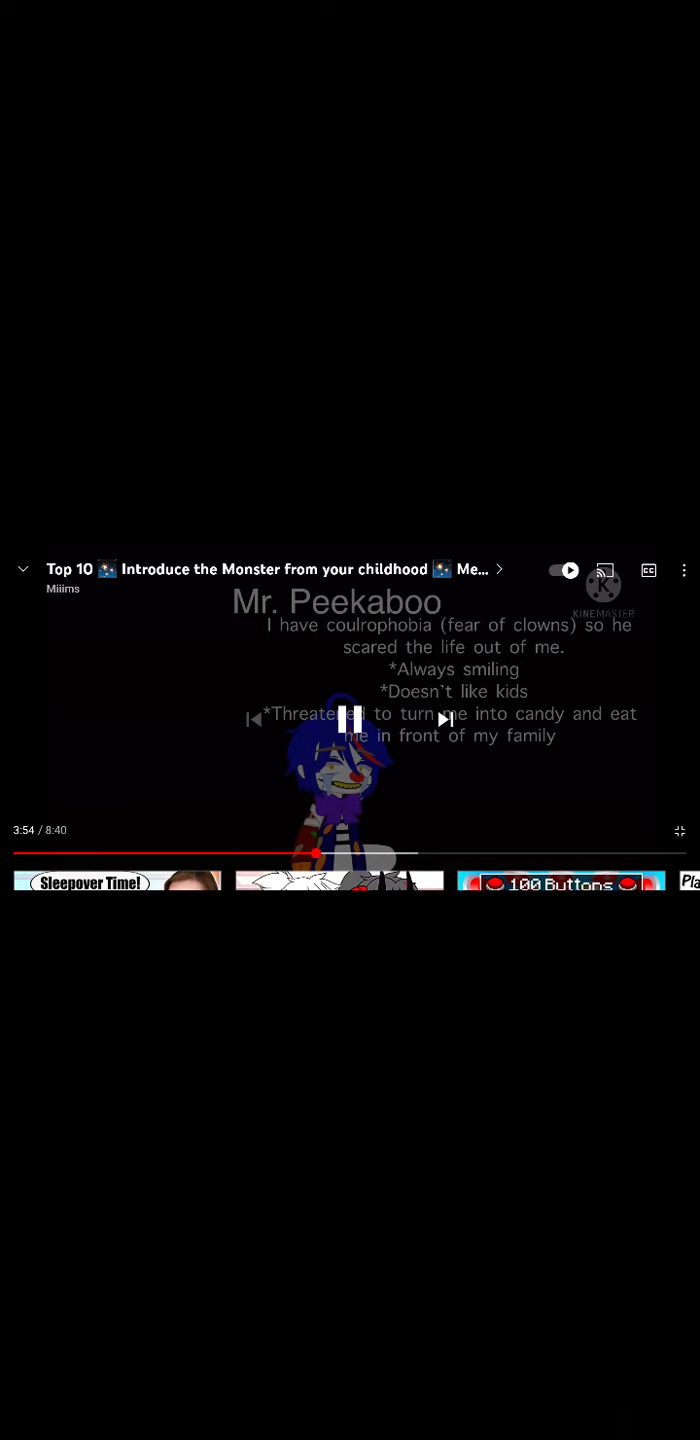 Top 10 🎆 Introduce the Monster from your childhood 🎆 Me...
Miiims
KINEMASTER
Mr. Peekaboo
I have coulrophobia (fear of clowns) so he
scared the life out of me.
*Always smiling
*Doesn't like kids
*Threatened to turn me into candy and eat
me in front of my family
3:54 / 8:40
Sleepover Time!
100 Buttons
Pla